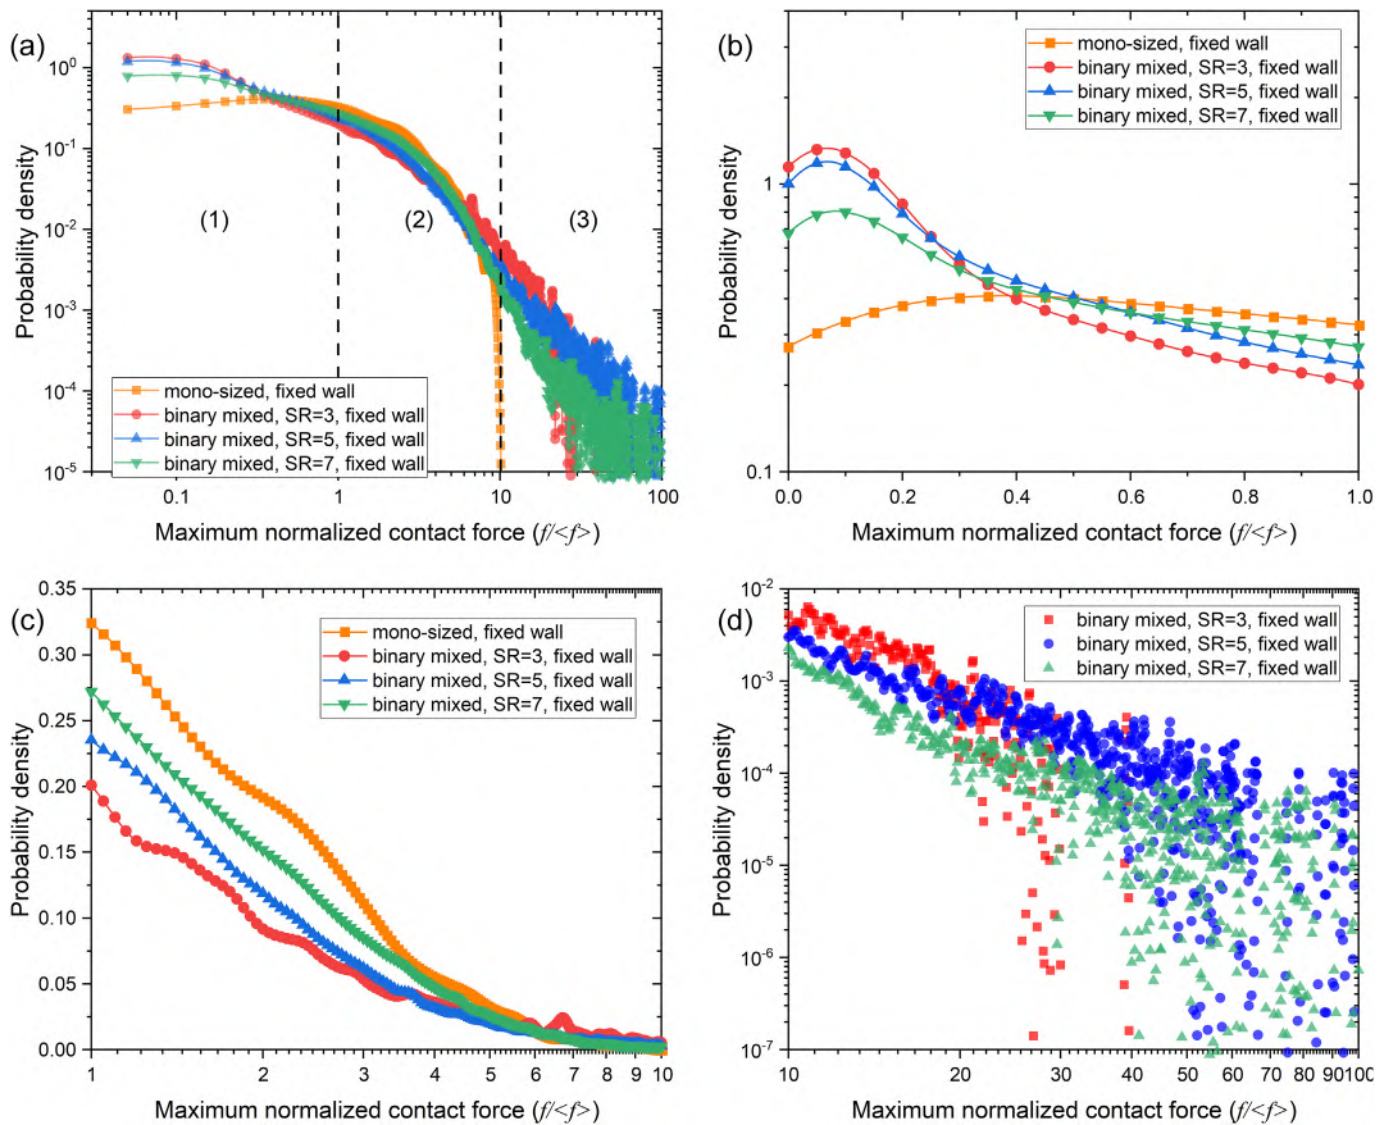 (a)
10^0
10^-1
10^-2
10^-3
10^-4
10^-5
Probability density
(1)
(2)
(3)
mono-sized, fixed wall
binary mixed, SR=3, fixed wall
binary mixed, SR=5, fixed wall
binary mixed, SR=7, fixed wall
0.1
1
10
100
Maximum normalized contact force (f/<f>)
(b)
1
0.1
Probability density
mono-sized, fixed wall
binary mixed, SR=3, fixed wall
binary mixed, SR=5, fixed wall
binary mixed, SR=7, fixed wall
0.0
0.2
0.4
0.6
0.8
1.0
Maximum normalized contact force (f/<f>)
(c)
0.35
0.30
0.25
0.20
0.15
0.10
0.05
0.00
Probability density
mono-sized, fixed wall
binary mixed, SR=3, fixed wall
binary mixed, SR=5, fixed wall
binary mixed, SR=7, fixed wall
1
2
3
4
5
6
7
8
9
10
Maximum normalized contact force (f/<f>)
(d)
10^-2
10^-3
10^-4
10^-5
10^-6
10^-7
Probability density
binary mixed, SR=3, fixed wall
binary mixed, SR=5, fixed wall
binary mixed, SR=7, fixed wall
10
20
30
40
50
60
70
80
90
100
Maximum normalized contact force (f/<f>)